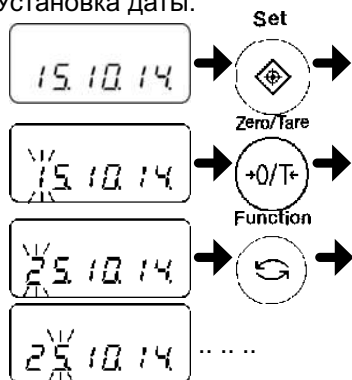 Установка даты.
Set
15.10.14.
Zero/Tare
15.10.14.
→0/T←
Function
25.10.14.
25.10.14. .. .. ..